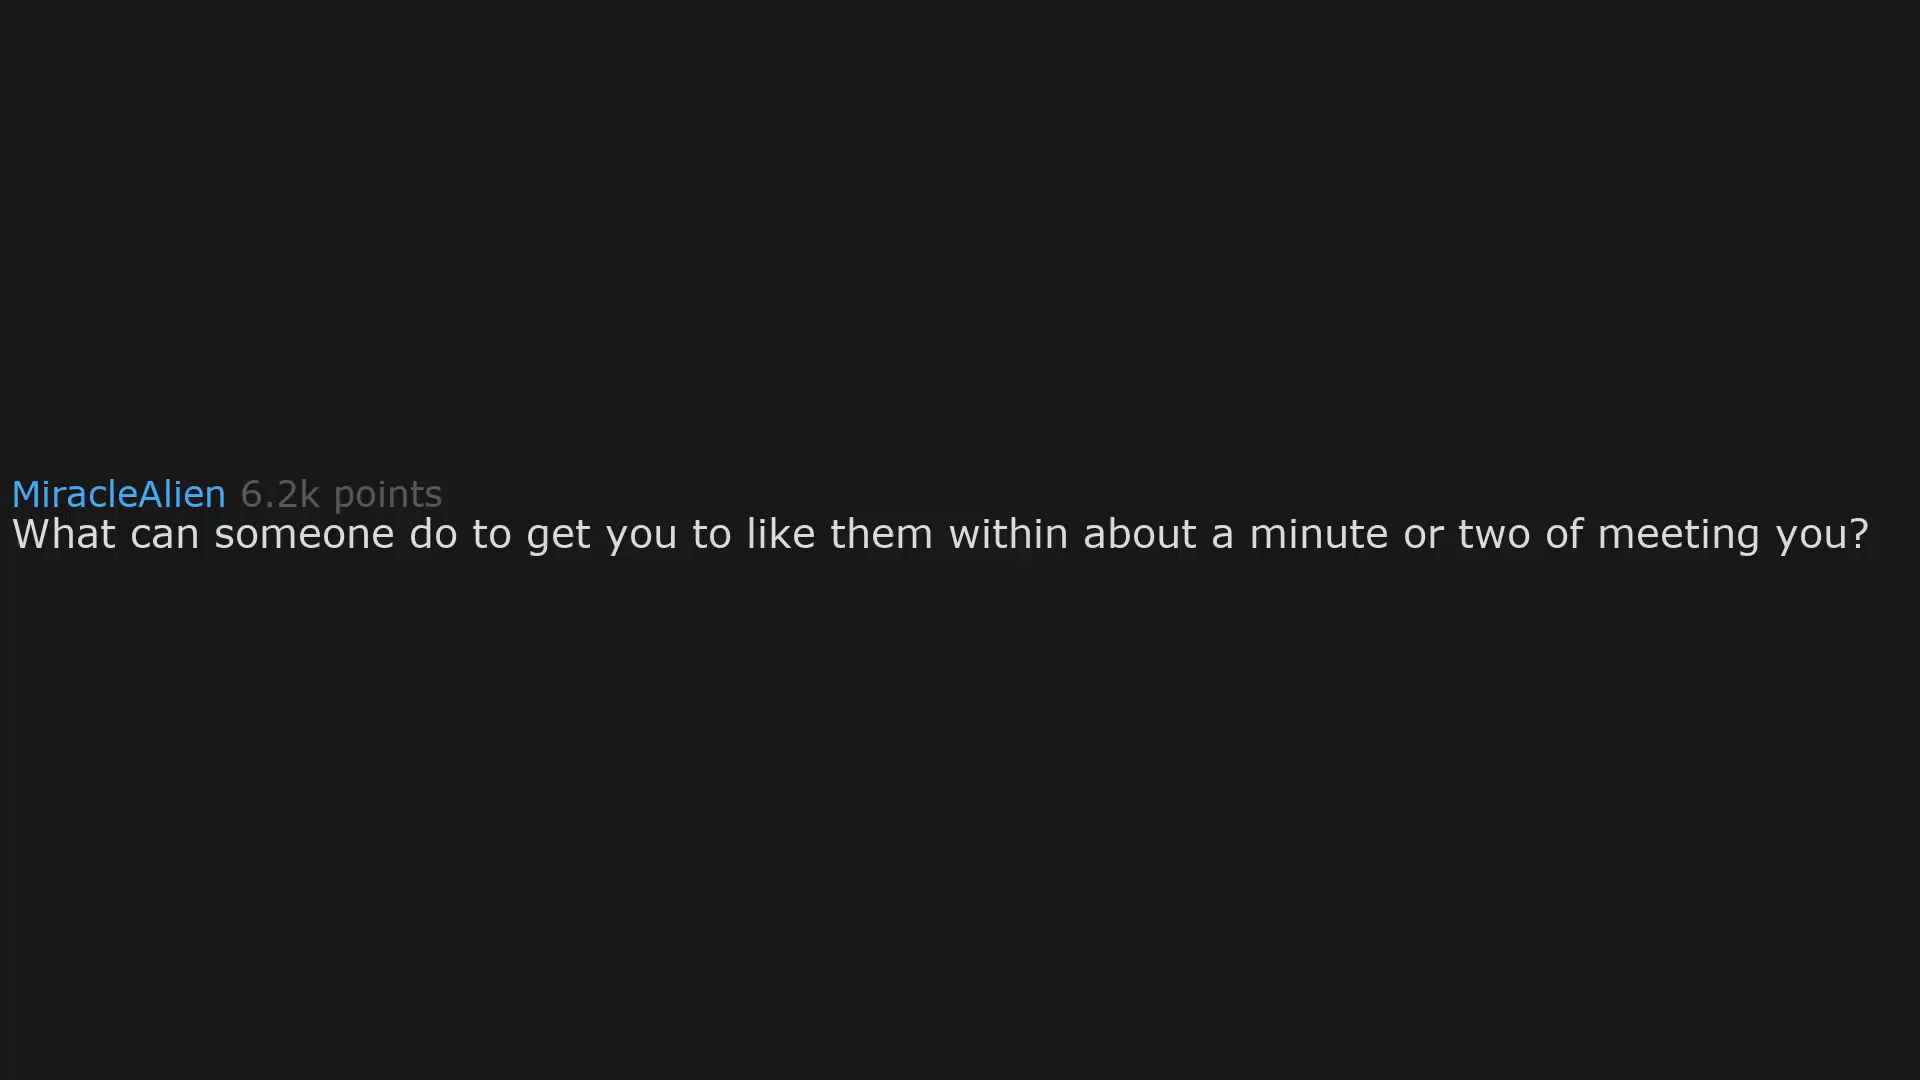 MiracleAlien 6.2k points
What can someone do to get you to like them within about a minute or two of meeting you?